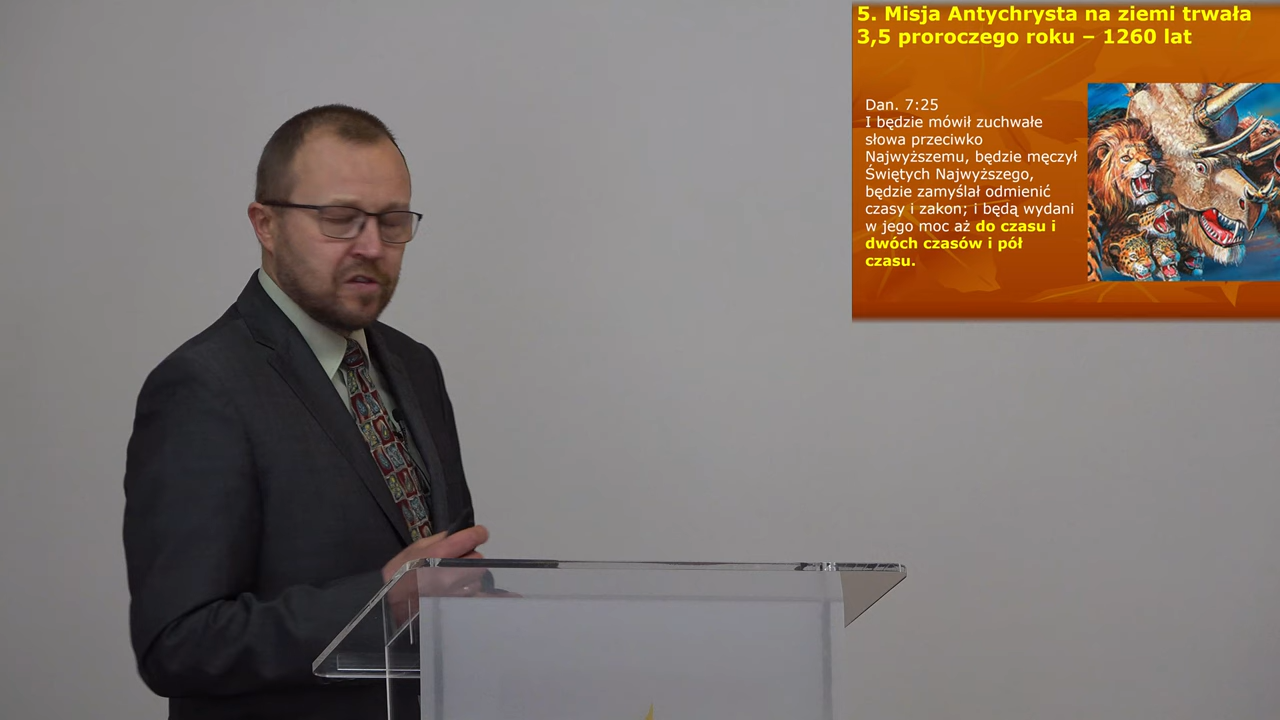 5. Misja Antychrysta na ziemi trwała
3,5 proroczego roku – 1260 lat
Dan. 7:25
I będzie mówił zuchwałe
słowa przeciwko
Najwyższemu, będzie męczył
Świętych Najwyższego,
będzie zamyślał odmienić
czasy i zakon; i będą wydani
w jego moc aż do czasu i
dwóch czasów i pół
czasu.